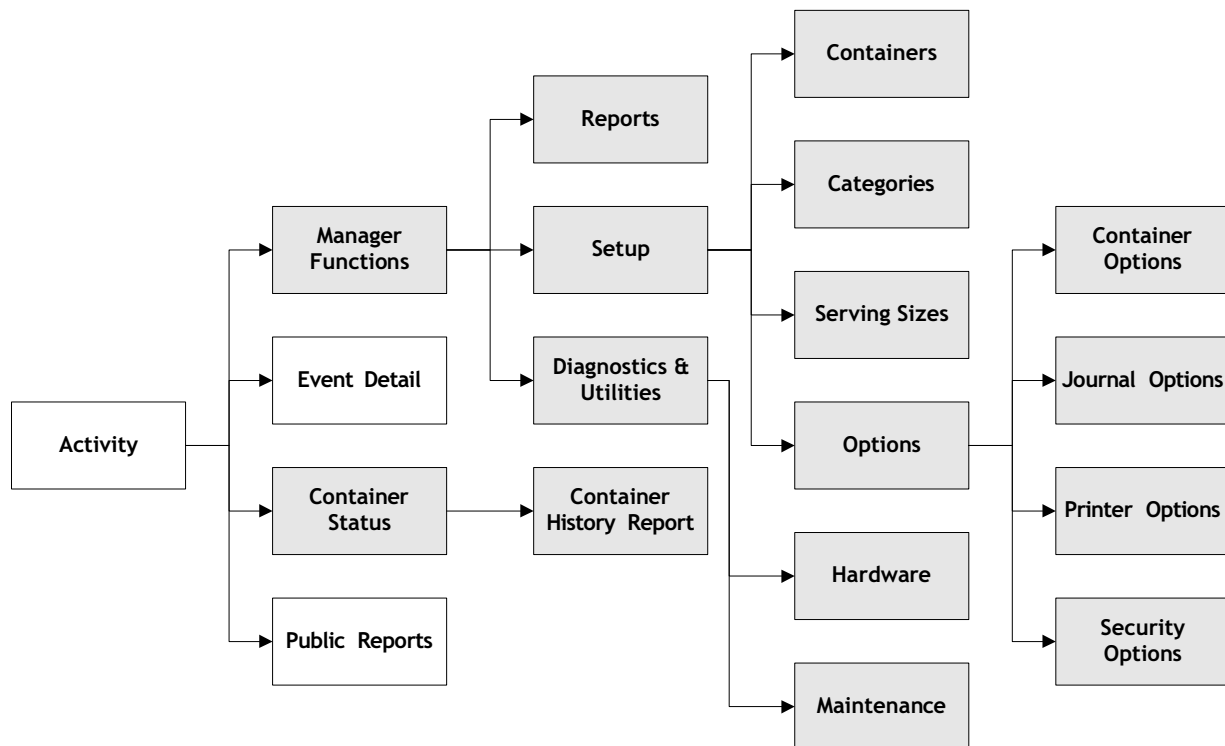 Containers
Reports
Categories
Manager
Functions
Setup
Container
Options
Serving Sizes
Event Detail
Diagnostics &
Utilities
Journal Options
Activity
Options
Container
Status
Container
History Report
Printer Options
Hardware
Public Reports
Security
Options
Maintenance